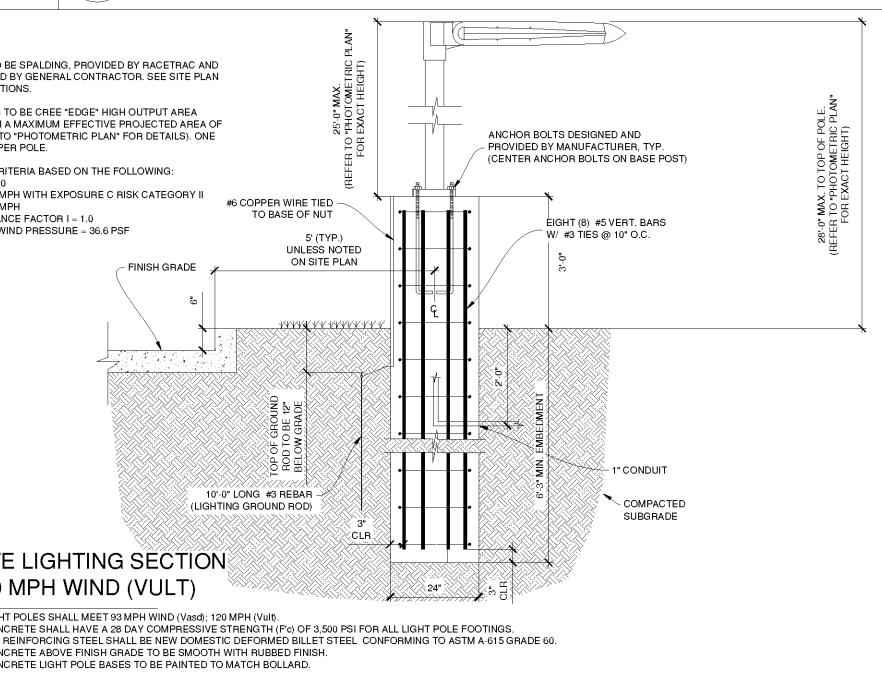 O BE SPALDING, PROVIDED BY RACETRAC AND
D BY GENERAL CONTRACTOR. SEE SITE PLAN
TIONS.
TO BE CREE "EDGE" HIGH OUTPUT AREA
A MAXIMUM EFFECTIVE PROJECTED AREA OF
TO "PHOTOMETRIC PLAN" FOR DETAILS). ONE
PER POLE.
RITERIA BASED ON THE FOLLOWING:
0
MPH WITH EXPOSURE C RISK CATEGORY II
MPH
ANCE FACTOR I = 1.0
WIND PRESSURE = 36.6 PSF
25'-0" MAX.
(REFER TO "PHOTOMETRIC PLAN"
FOR EXACT HEIGHT)
ANCHOR BOLTS DESIGNED AND
PROVIDED BY MANUFACTURER, TYP.
(CENTER ANCHOR BOLTS ON BASE POST)
28'-0" MAX. TO TOP OF POLE.
(REFER TO "PHOTOMETRIC PLAN"
FOR EXACT HEIGHT)
#6 COPPER WIRE TIED
TO BASE OF NUT
EIGHT (8) #5 VERT. BARS
W/ #3 TIES @ 10" O.C.
5' (TYP.)
UNLESS NOTED
ON SITE PLAN
3'-0"
FINISH GRADE
6"
CL
2'-0"
TOP OF GROUND
ROD TO BE 12"
BELOW GRADE
6'-3" MIN. EMBEDMENT
1" CONDUIT
10'-0" LONG #3 REBAR
(LIGHTING GROUND ROD)
COMPACTED
SUBGRADE
3"
CLR
24"
3"
CLR
TE LIGHTING SECTION
0 MPH WIND (VULT)
HT POLES SHALL MEET 93 MPH WIND (Vasd); 120 MPH (Vult).
NCRETE SHALL HAVE A 28 DAY COMPRESSIVE STRENGTH (F'c) OF 3,500 PSI FOR ALL LIGHT POLE FOOTINGS.
REINFORCING STEEL SHALL BE NEW DOMESTIC DEFORMED BILLET STEEL CONFORMING TO ASTM A-615 GRADE 60.
NCRETE ABOVE FINISH GRADE TO BE SMOOTH WITH RUBBED FINISH.
NCRETE LIGHT POLE BASES TO BE PAINTED TO MATCH BOLLARD.